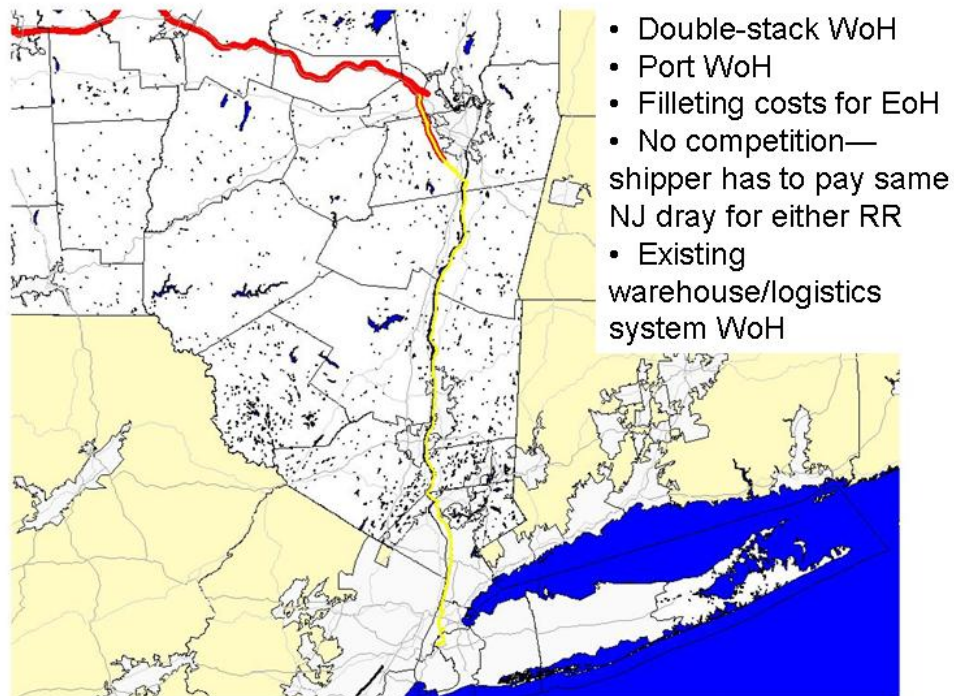 • Double-stack WoH
• Port WoH
• Filleting costs for EoH
• No competition—
shipper has to pay same
NJ dray for either RR
• Existing
warehouse/logistics
system WoH